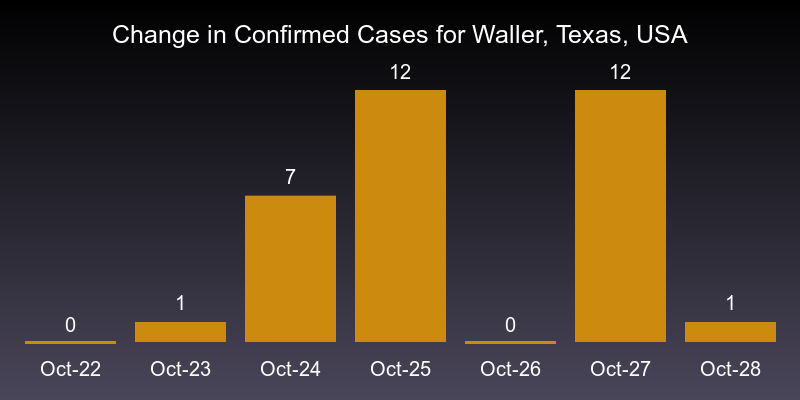 Change in Confirmed Cases for Waller, Texas, USA
12 12
7
1 1
0 0
Oct-22 Oct-23 Oct-24 Oct-25 Oct-26 Oct-27 Oct-28